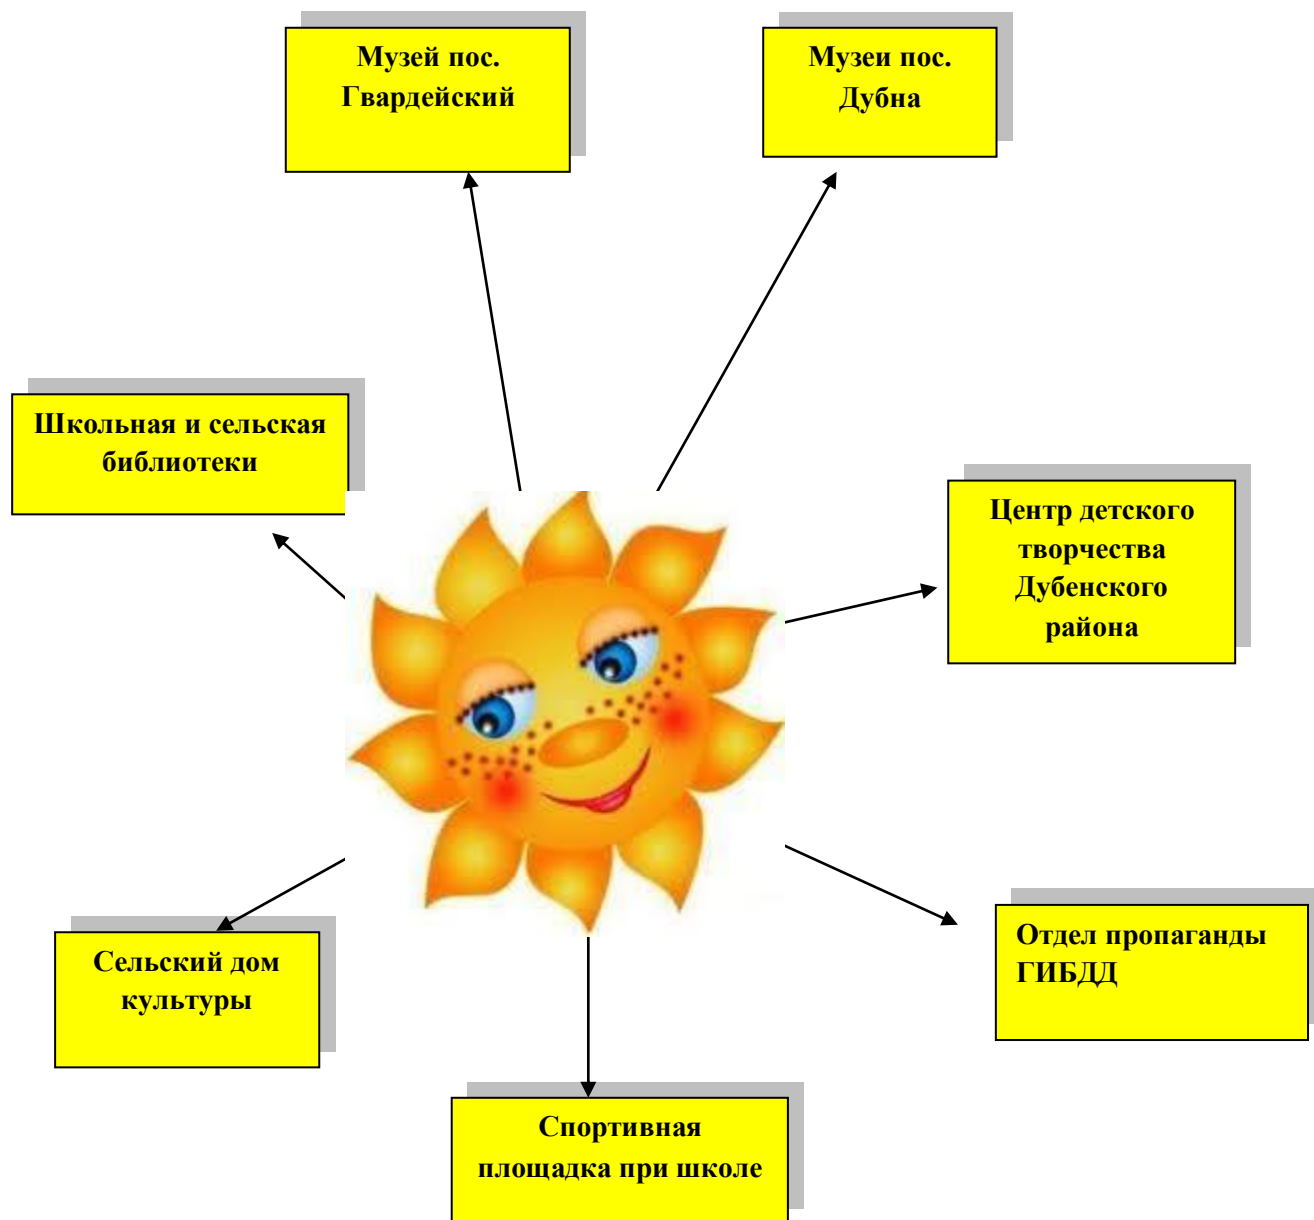 Музей пос.
Гвардейский
Музеи пос.
Дубна
Школьная и сельская
библиотеки
Центр детского
творчества
Дубенского
района
Сельский дом
культуры
Отдел пропаганды
ГИБДД
Спортивная
площадка при школе